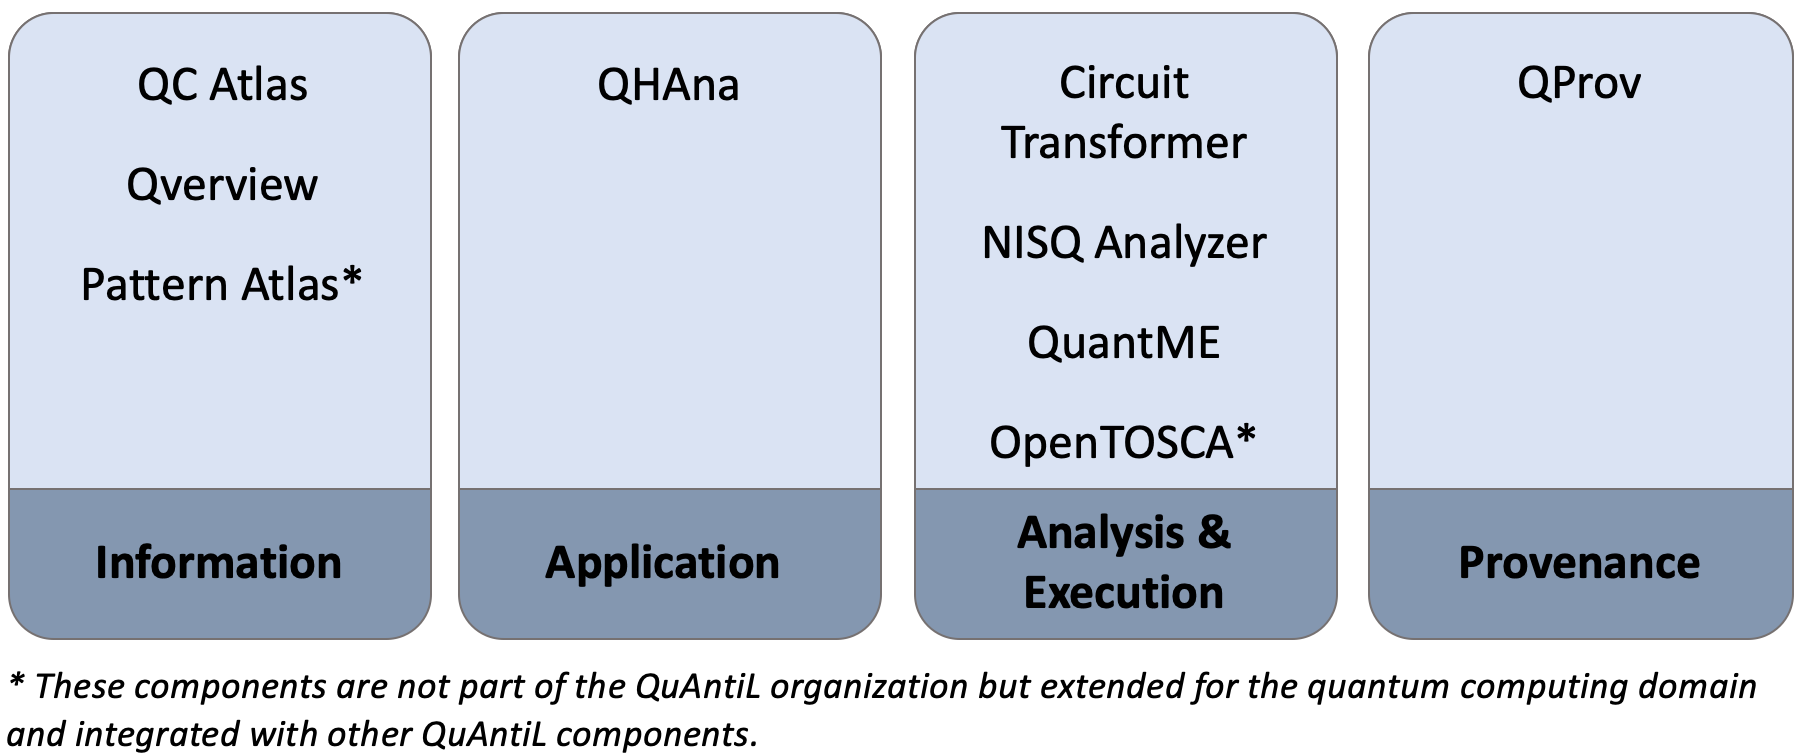 QC Atlas
Qverview
Pattern Atlas*
Information
QHAna
Application
Circuit
Transformer
NISQ Analyzer
QuantME
OpenTOSCA*
Analysis &
Execution
QProv
Provenance
* These components are not part of the QuAntiL organization but extended for the quantum computing domain
and integrated with other QuAntiL components.